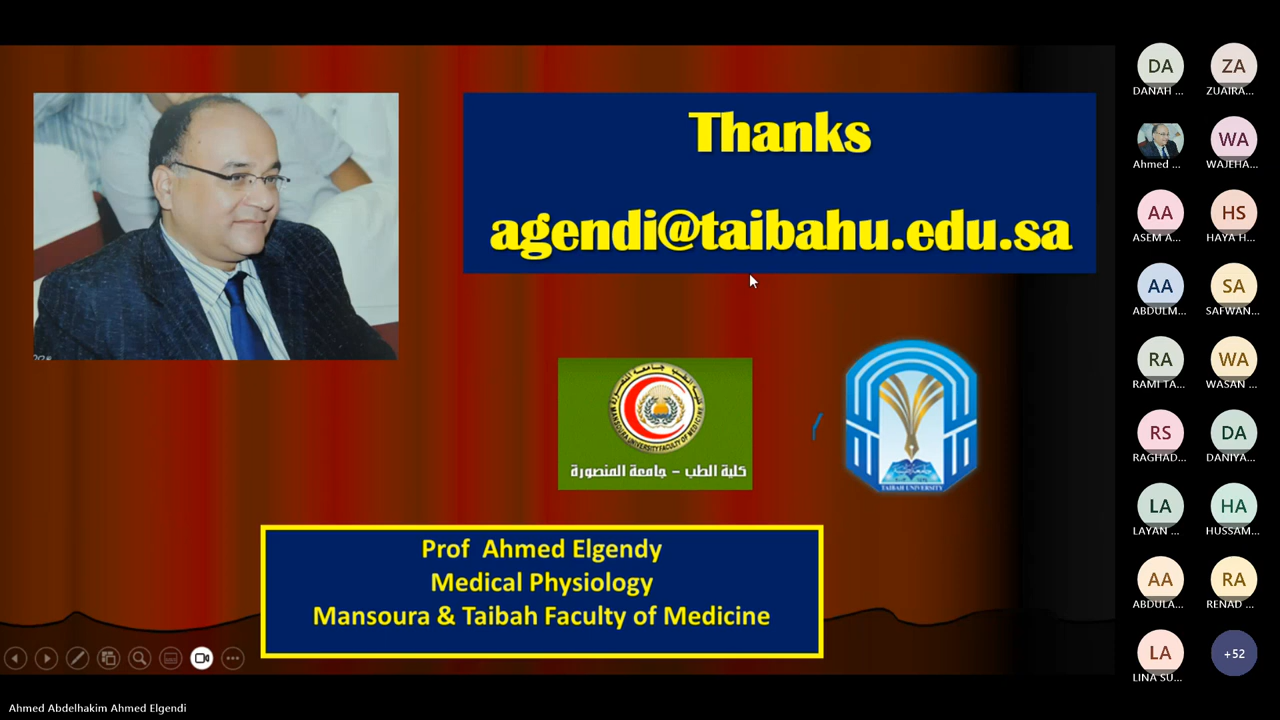 Thanks
agendi@taibahu.edu.sa
كلية الطب - جامعة المنصورة
TAIBAH UNIVERSITY
Prof Ahmed Elgendy
Medical Physiology
Mansoura & Taibah Faculty of Medicine
DA
DANAH ...
ZA
ZUAIRA...
Ahmed ...
WA
WAJEHA...
AA
ASEM A...
HS
HAYA H...
AA
ABDULM...
SA
SAFWAN...
RA
RAMI TA...
WA
WASAN ...
RS
RAGHAD...
DA
DANIYA...
LA
LAYAN ...
HA
HUSSAM...
AA
ABDULA...
RA
RENAD ...
LA
LINA SU...
+52
Ahmed Abdelhakim Ahmed Elgendi